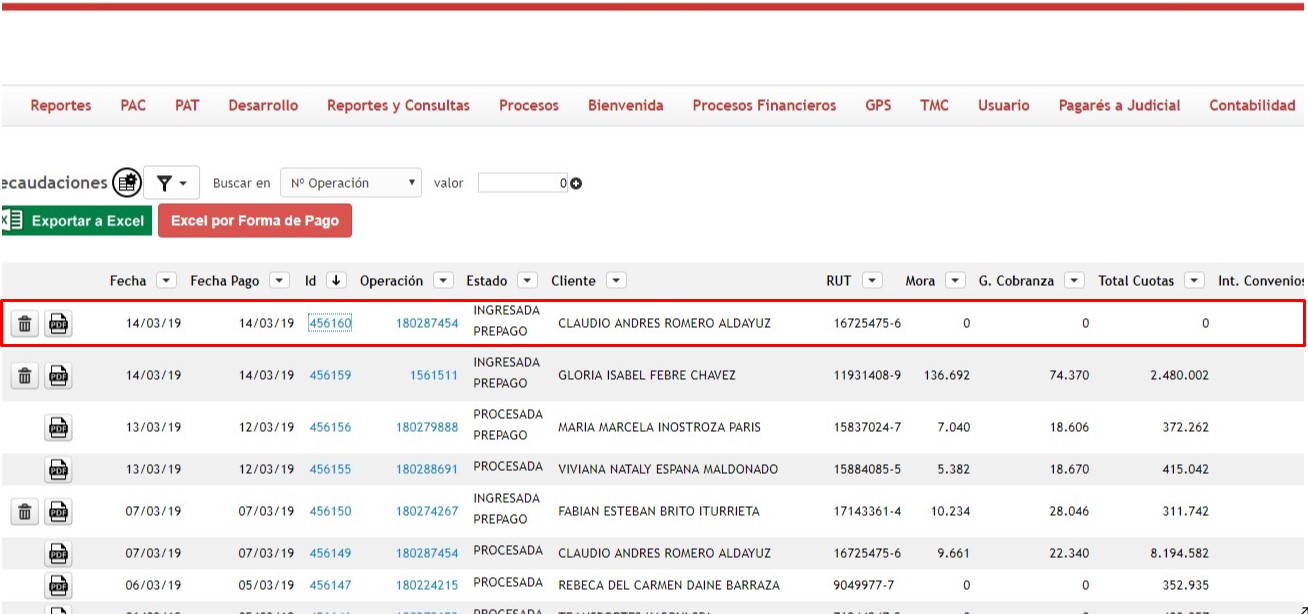 Reportes PAC PAT Desarrollo Reportes y Consultas Procesos Bienvenida Procesos Financieros GPS TMC Usuario Pagarés a Judicial Contabilidad
ecaudaciones Buscar en Nº Operación valor 0
Exportar a Excel Excel por Forma de Pago
Fecha Fecha Pago Id Operación Estado Cliente RUT Mora G. Cobranza Total Cuotas Int. Convenios
PDF 14/03/19 14/03/19 456160 180287454 INGRESADA PREPAGO CLAUDIO ANDRES ROMERO ALDAYUZ 16725475-6 0 0 0
PDF 14/03/19 14/03/19 456159 1561511 INGRESADA PREPAGO GLORIA ISABEL FEBRE CHAVEZ 11931408-9 136.692 74.370 2.480.002
PDF 13/03/19 12/03/19 456156 180279888 PROCESADA PREPAGO MARIA MARCELA INOSTROZA PARIS 15837024-7 7.040 18.606 372.262
PDF 13/03/19 12/03/19 456155 180288691 PROCESADA VIVIANA NATALY ESPANA MALDONADO 15884085-5 5.382 18.670 415.042
PDF 07/03/19 07/03/19 456150 180274267 INGRESADA PREPAGO FABIAN ESTEBAN BRITO ITURRIETA 17143361-4 10.234 28.046 311.742
PDF 07/03/19 07/03/19 456149 180287454 PROCESADA CLAUDIO ANDRES ROMERO ALDAYUZ 16725475-6 9.661 22.340 8.194.582
PDF 06/03/19 05/03/19 456147 180224215 PROCESADA REBECA DEL CARMEN DAINE BARRAZA 9049977-7 0 0 352.935
PROCESADA